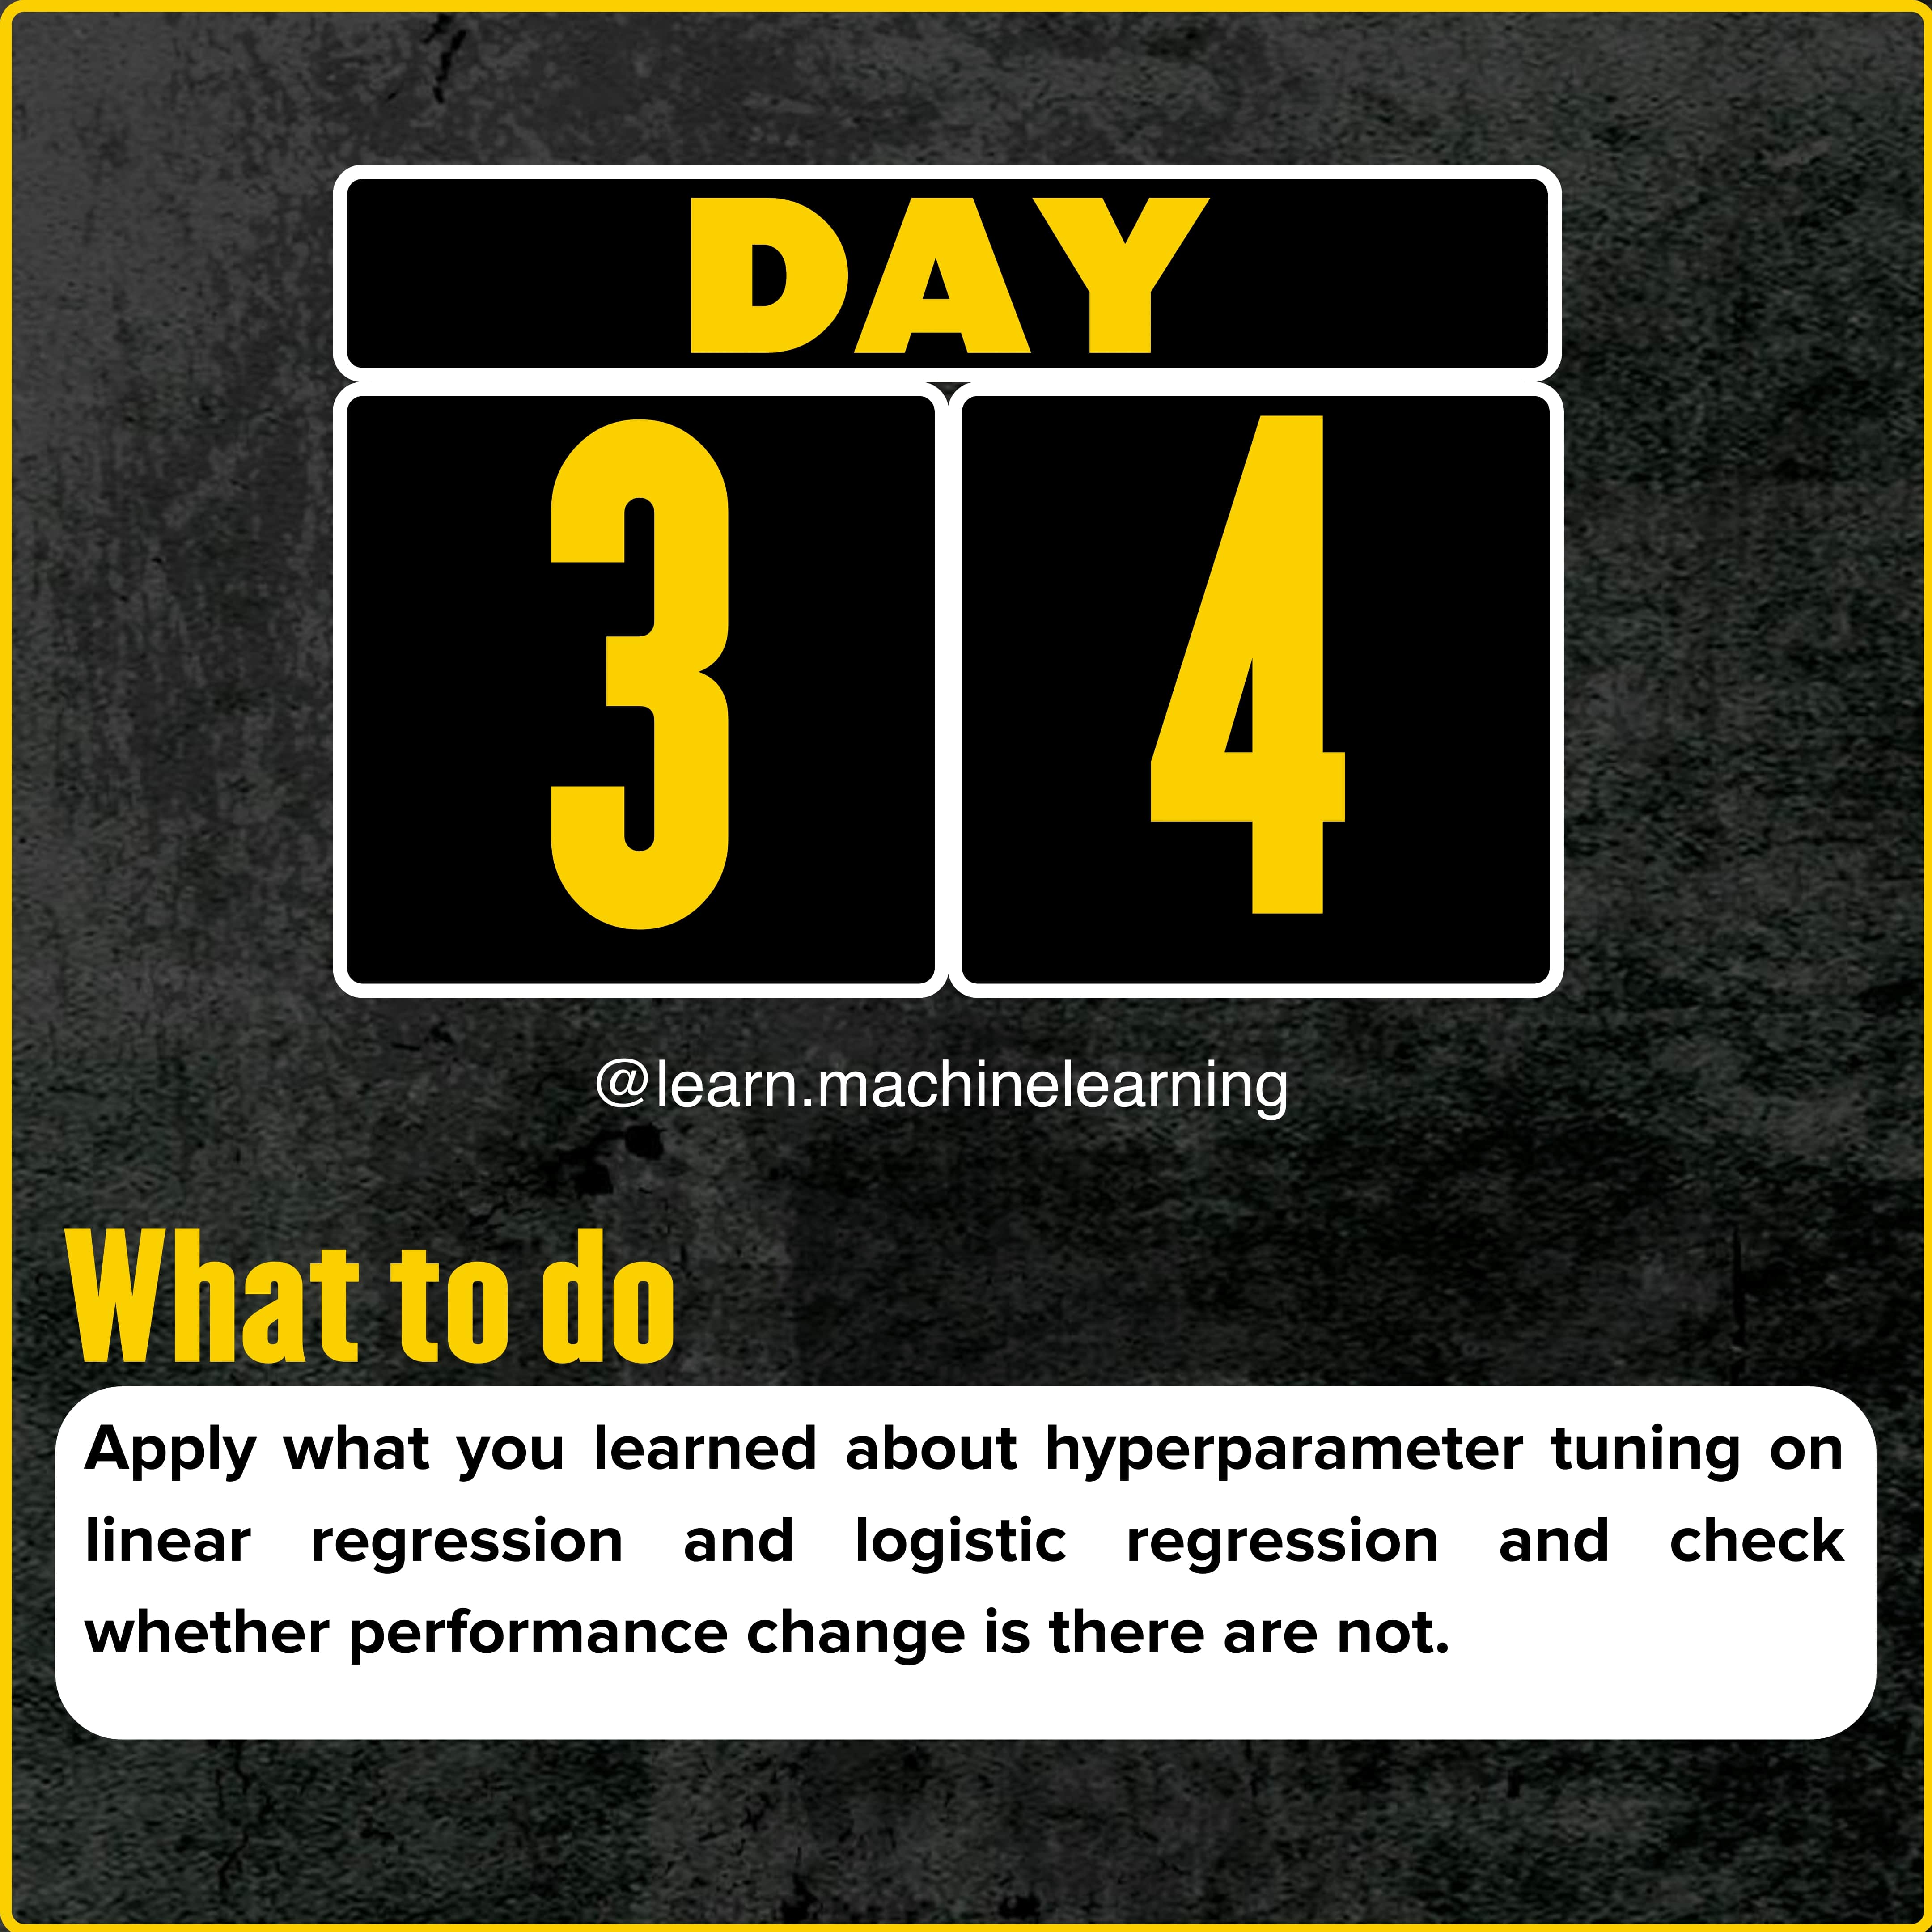 DAY
3 4
@learn.machinelearning
What to do
Apply what you learned about hyperparameter tuning on
linear regression and logistic regression and check
whether performance change is there are not.